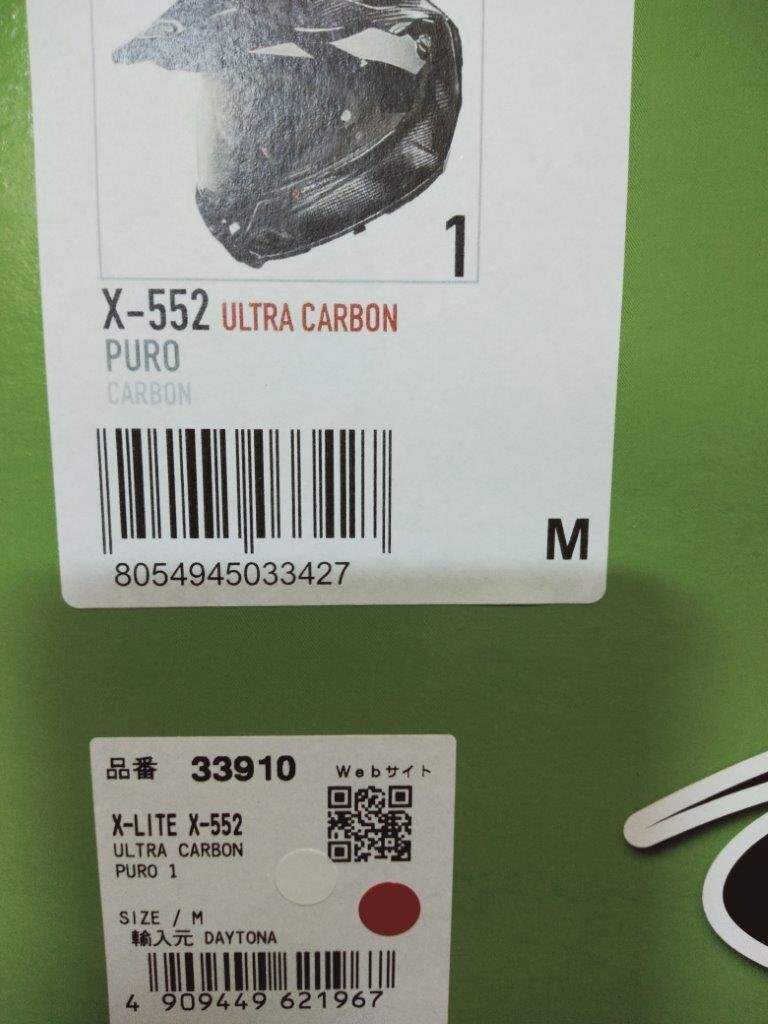 1
X-552 ULTRA CARBON
PURO
CARBON
8054945033427
M
品番 33910
Webサイト
X-LITE X-552
ULTRA CARBON
PURO 1
SIZE / M
輸入元 DAYTONA
4 909449 621967